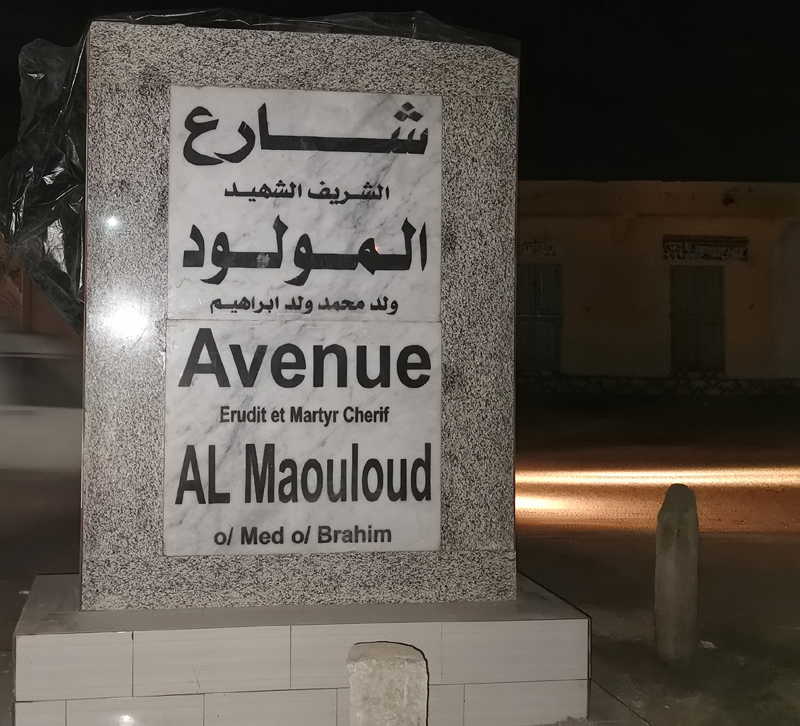 شارع
الشريف الشهيد
المولود
ولد محمد ولد ابراهيم
Avenue
Erudit et Martyr Cherif
AL Maouloud
o/ Med o/ Brahim